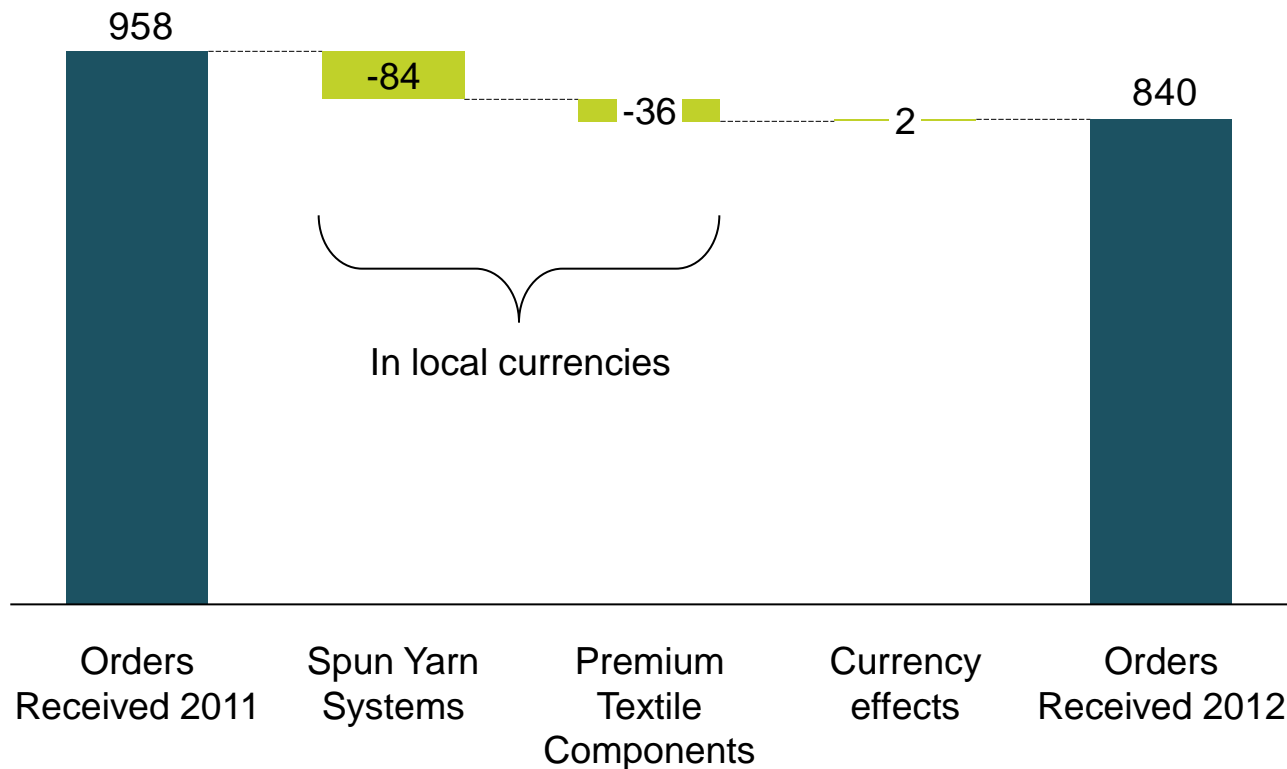 958
-84
-36
2
840
In local currencies
Orders
Received 2011
Spun Yarn
Systems
Premium
Textile
Components
Currency
effects
Orders
Received 2012